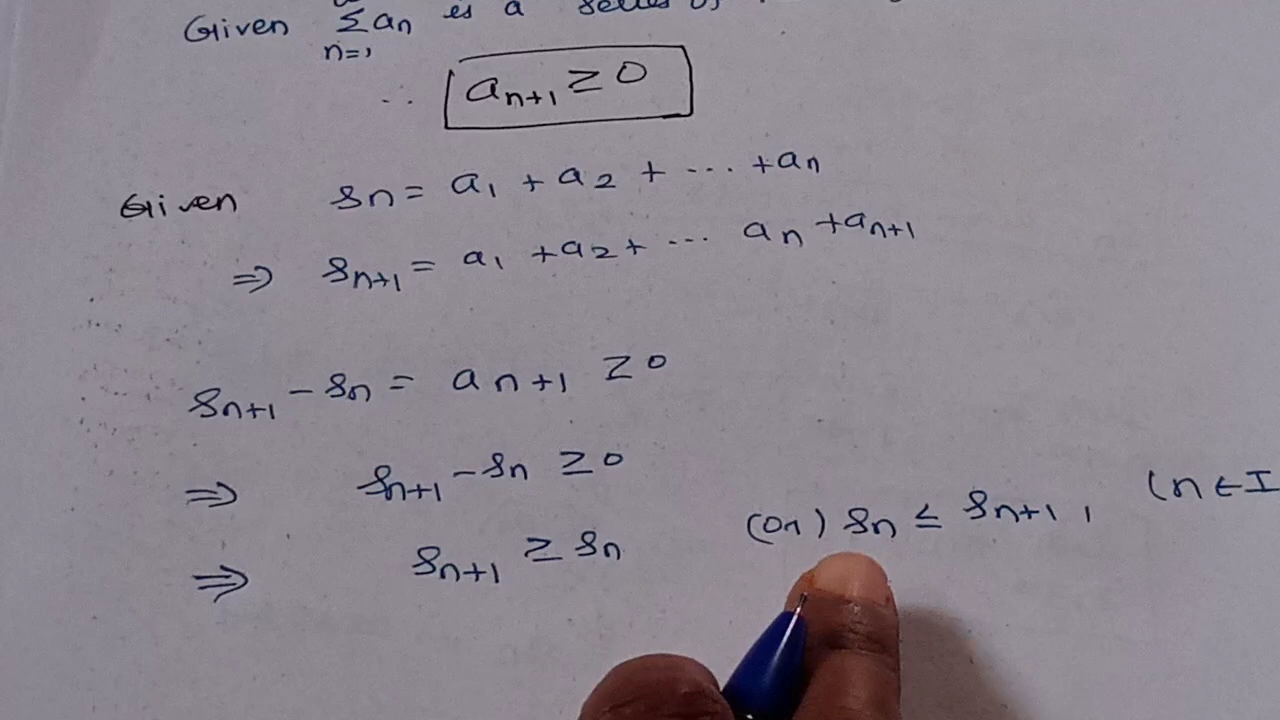 Given ∑aₙ is a series of
n=1
∴ aₙ₊₁ ≥ 0
Given sₙ = a₁ + a₂ + ... + aₙ
⇒ sₙ₊₁ = a₁ + a₂ + ... aₙ + aₙ₊₁
sₙ₊₁ - sₙ = aₙ₊₁ ≥ 0
⇒ sₙ₊₁ - sₙ ≥ 0
⇒ sₙ₊₁ ≥ sₙ (or) sₙ ≤ sₙ₊₁, (n ∈ I